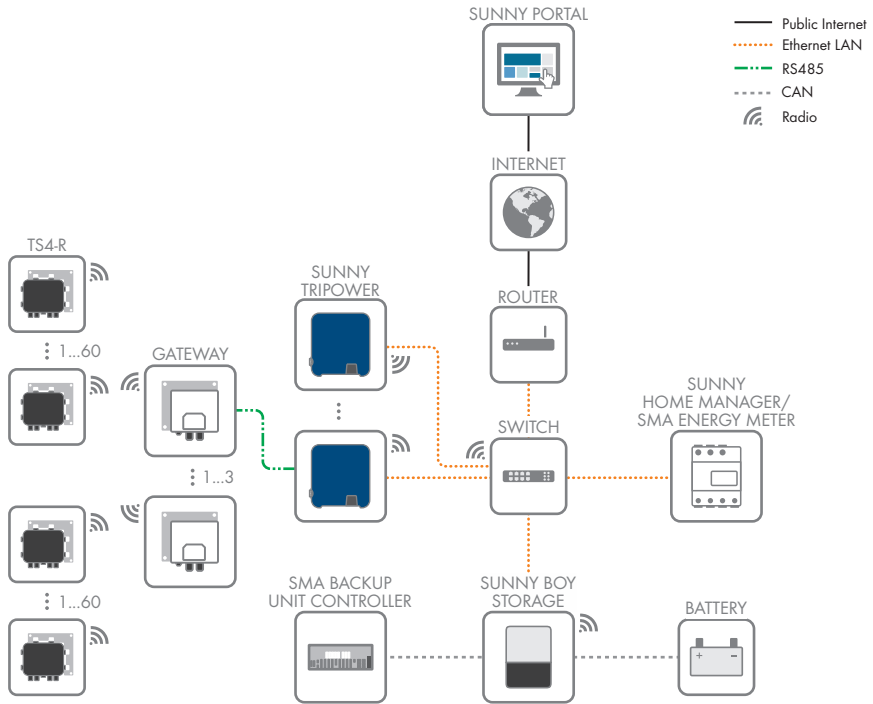 SUNNY PORTAL
Public Internet
Ethernet LAN
RS485
CAN
Radio
INTERNET
TS4-R
SUNNY
TRIPOWER
ROUTER
1...60
GATEWAY
SUNNY
HOME MANAGER/
SMA ENERGY METER
SWITCH
1...3
1...60
SMA BACKUP
UNIT CONTROLLER
SUNNY BOY
STORAGE
BATTERY
+ −